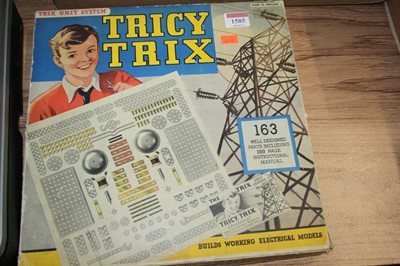 TRIX UNIT SYSTEM
MADE IN ENGLAND
TRICY
TRIX
1585
163
WELL DESIGNED
PARTS INCLUDING
100 PAGE
INSTRUCTIONAL
MANUAL
THE
TRICY TRIX
BUILDS WORKING ELECTRICAL MODELS